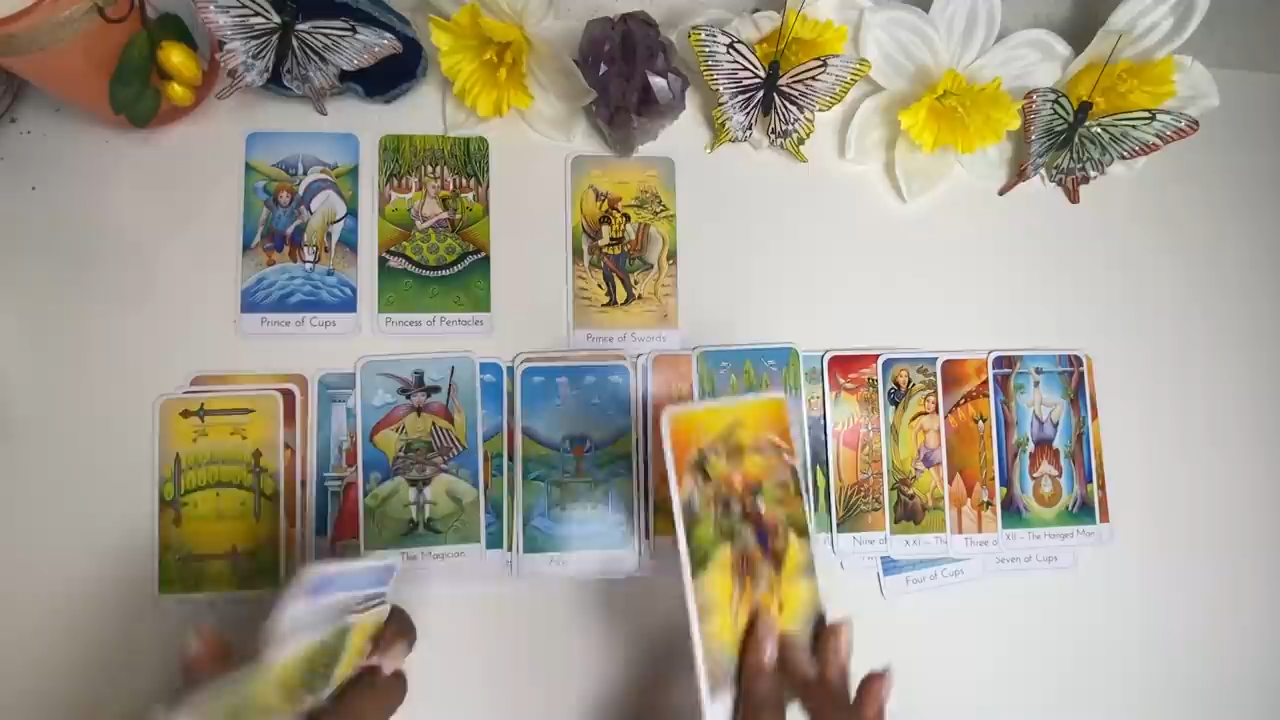 Prince of Cups
Princess of Pentacles
Prince of Swords
The Magician
Nine of
XXI - Th
Three o
XII - The Hanged Man
Four of Cups
Seven of Cups